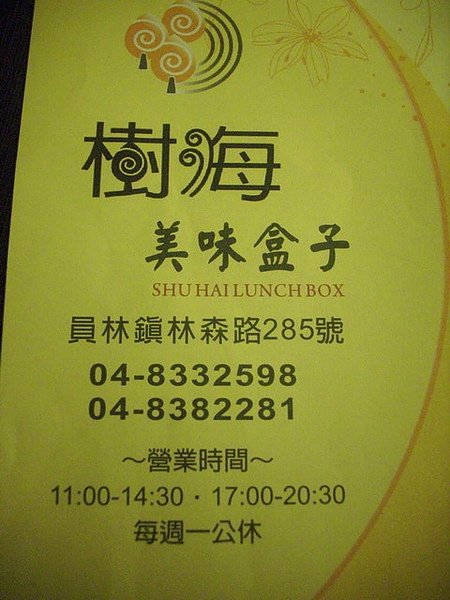 樹海
美味盒子
SHU HAI LUNCH BOX
員林鎮林森路285號
04-8332598
04-8382281
～營業時間～
11:00-14:30．17:00-20:30
每週一公休